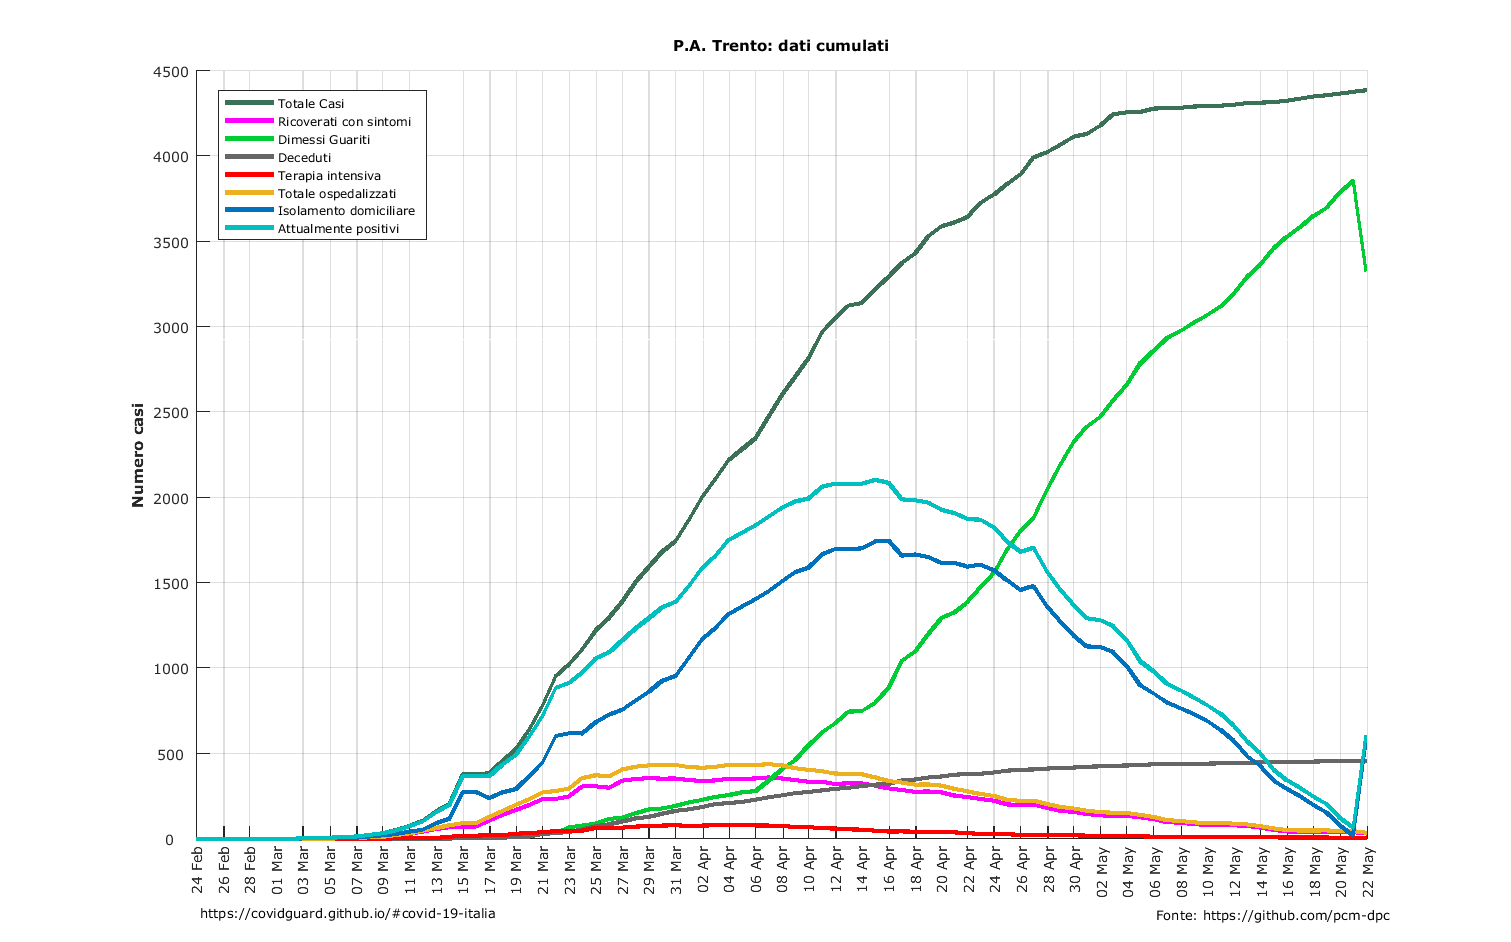 P.A. Trento: dati cumulati
4500
4000
3500
3000
2500
2000
1500
1000
500
0
Numero casi
Totale Casi
Ricoverati con sintomi
Dimessi Guariti
Deceduti
Terapia intensiva
Totale ospedalizzati
Isolamento domiciliare
Attualmente positivi
24 Feb
26 Feb
28 Feb
01 Mar
03 Mar
05 Mar
07 Mar
09 Mar
11 Mar
13 Mar
15 Mar
17 Mar
19 Mar
21 Mar
23 Mar
25 Mar
27 Mar
29 Mar
31 Mar
02 Apr
04 Apr
06 Apr
08 Apr
10 Apr
12 Apr
14 Apr
16 Apr
18 Apr
20 Apr
22 Apr
24 Apr
26 Apr
28 Apr
30 Apr
02 May
04 May
06 May
08 May
10 May
12 May
14 May
16 May
18 May
20 May
22 May
https://covidguard.github.io/#covid-19-italia
Fonte: https://github.com/pcm-dpc